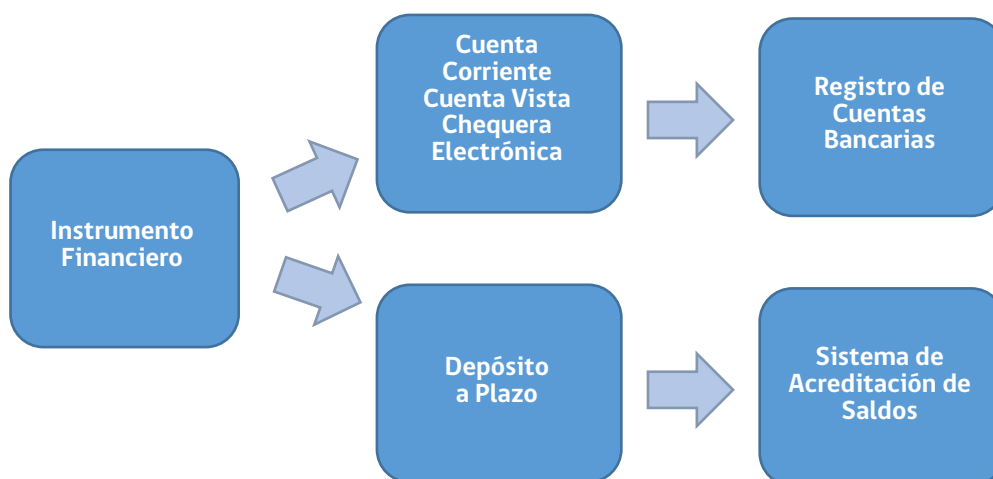 Instrumento
Financiero
Cuenta
Corriente
Cuenta Vista
Chequera
Electrónica
Registro de
Cuentas
Bancarias
Depósito
a Plazo
Sistema de
Acreditación de
Saldos